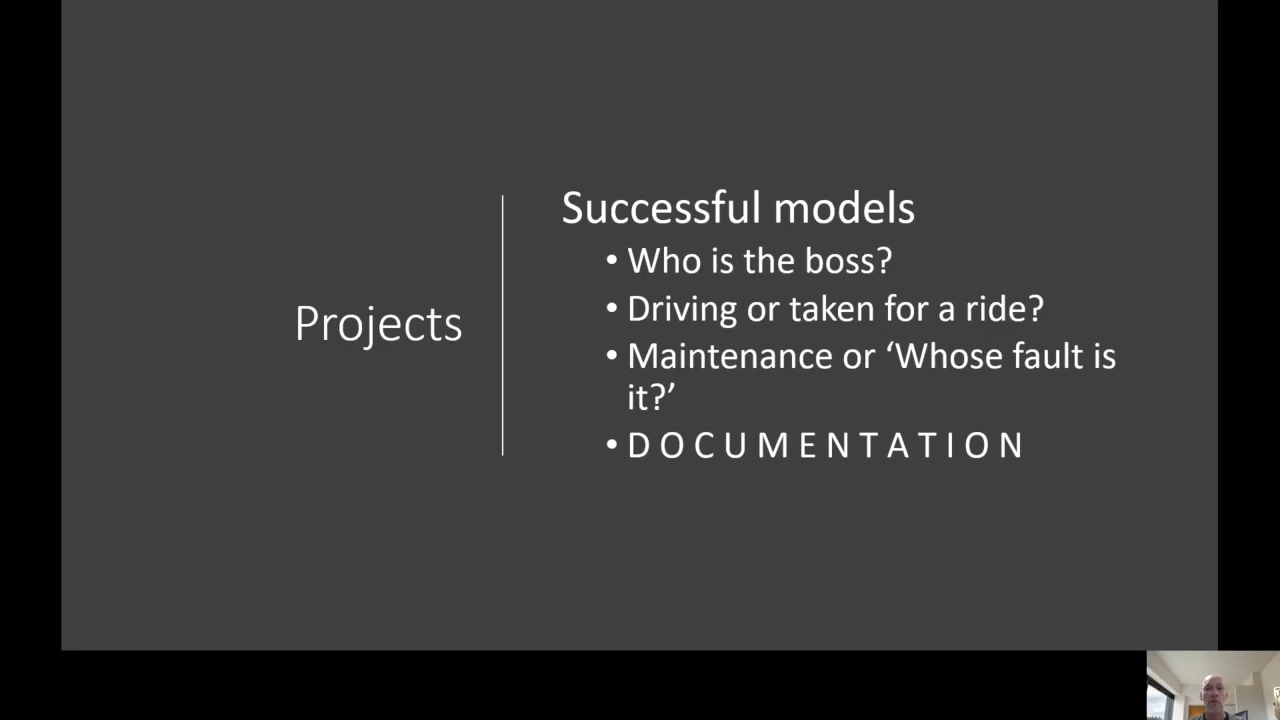 Projects
Successful models
• Who is the boss?
• Driving or taken for a ride?
• Maintenance or ‘Whose fault is
it?’
• D O C U M E N T A T I O N